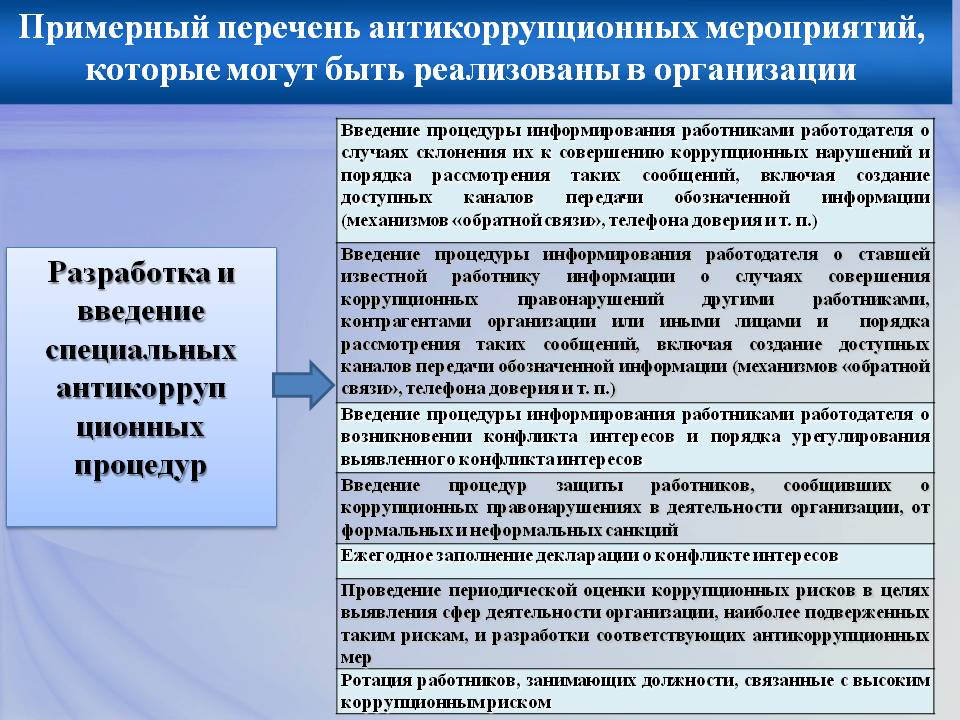 Примерный перечень антикоррупционных мероприятий,
которые могут быть реализованы в организации
Разработка и
введение
специальных
антикорруп
ционных
процедур
Введение процедуры информирования работниками работодателя о
случаях склонения их к совершению коррупционных нарушений и
порядка рассмотрения таких сообщений, включая создание
доступных каналов передачи обозначенной информации
(механизмов «обратной связи», телефона доверия и т. п.)
Введение процедуры информирования работодателя о ставшей
известной работнику информации о случаях совершения
коррупционных правонарушений другими работниками,
контрагентами организации или иными лицами и порядка
рассмотрения таких сообщений, включая создание доступных
каналов передачи обозначенной информации (механизмов «обратной
связи», телефона доверия и т. п.)
Введение процедуры информирования работниками работодателя о
возникновении конфликта интересов и порядка урегулирования
выявленного конфликта интересов
Введение процедур защиты работников, сообщивших о
коррупционных правонарушениях в деятельности организации, от
формальных и неформальных санкций
Ежегодное заполнение декларации о конфликте интересов
Проведение периодической оценки коррупционных рисков в целях
выявления сфер деятельности организации, наиболее подверженных
таким рискам, и разработки соответствующих антикоррупционных
мер
Ротация работников, занимающих должности, связанные с высоким
коррупционным риском